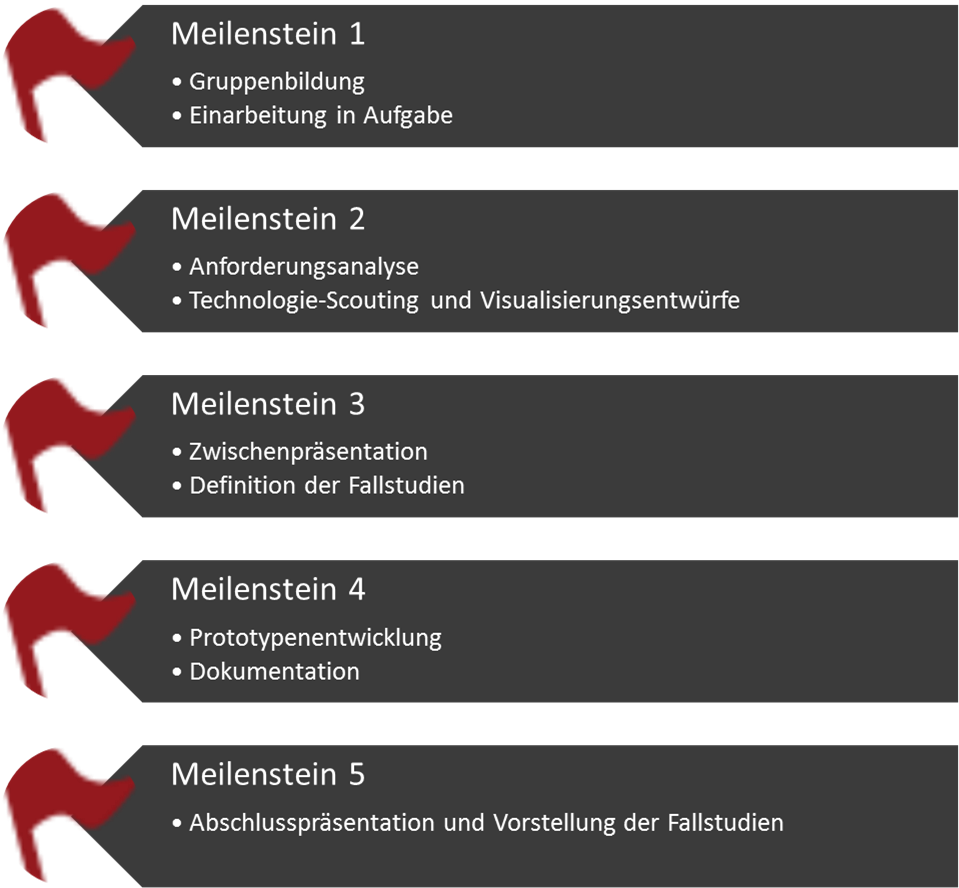 Meilenstein 1
• Gruppenbildung
• Einarbeitung in Aufgabe
Meilenstein 2
• Anforderungsanalyse
• Technologie-Scouting und Visualisierungsentwürfe
Meilenstein 3
• Zwischenpräsentation
• Definition der Fallstudien
Meilenstein 4
• Prototypenentwicklung
• Dokumentation
Meilenstein 5
• Abschlusspräsentation und Vorstellung der Fallstudien